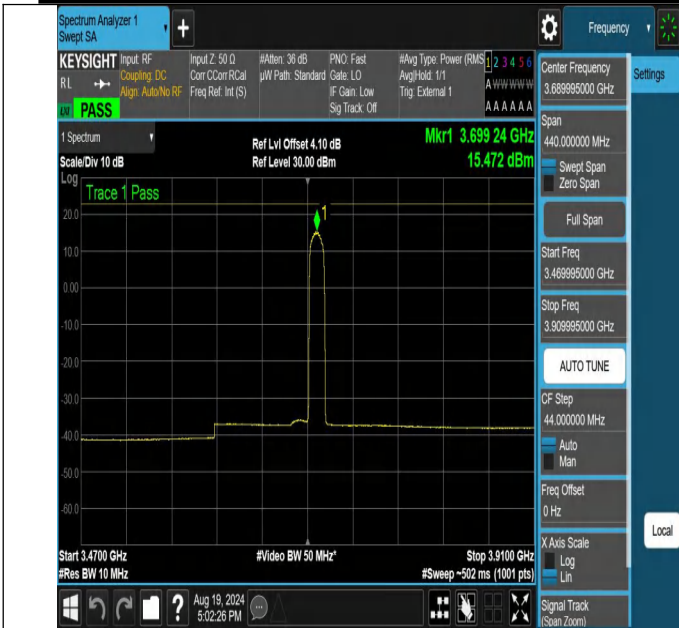 Spectrum Analyzer 1
Swept SA
+
Frequency
KEYSIGHT
RL
PASS
Input: RF
Coupling: DC
Align: Auto/No RF
Input Z: 50 Ω
Corr CCorr RCal
Freq Ref: Int (S)
#Atten: 36 dB
µW Path: Standard
PNO: Fast
Gate: LO
IF Gain: Low
Sig Track: Off
#Avg Type: Power (RMS
Avg|Hold: 1/1
Trig: External 1
1 2 3 4 5 6
A W W W W W
A A A A A A
1 Spectrum
Scale/Div 10 dB
Log
Ref Lvl Offset 4.10 dB
Ref Level 30.00 dBm
Mkr1 3.699 24 GHz
15.472 dBm
Trace 1 Pass
1
20.0
10.0
0.00
-10.0
-20.0
-30.0
-40.0
-50.0
-60.0
Start 3.4700 GHz
#Res BW 10 MHz
#Video BW 50 MHz*
Stop 3.9100 GHz
#Sweep ~502 ms (1001 pts)
?
Aug 19, 2024
5:02:26 PM
Center Frequency
3.689995000 GHz
Span
440.000000 MHz
Swept Span
Zero Span
Full Span
Start Freq
3.469995000 GHz
Stop Freq
3.909995000 GHz
AUTO TUNE
CF Step
44.000000 MHz
Auto
Man
Freq Offset
0 Hz
X Axis Scale
Log
Lin
Signal Track
(Span Zoom)
Settings
Local